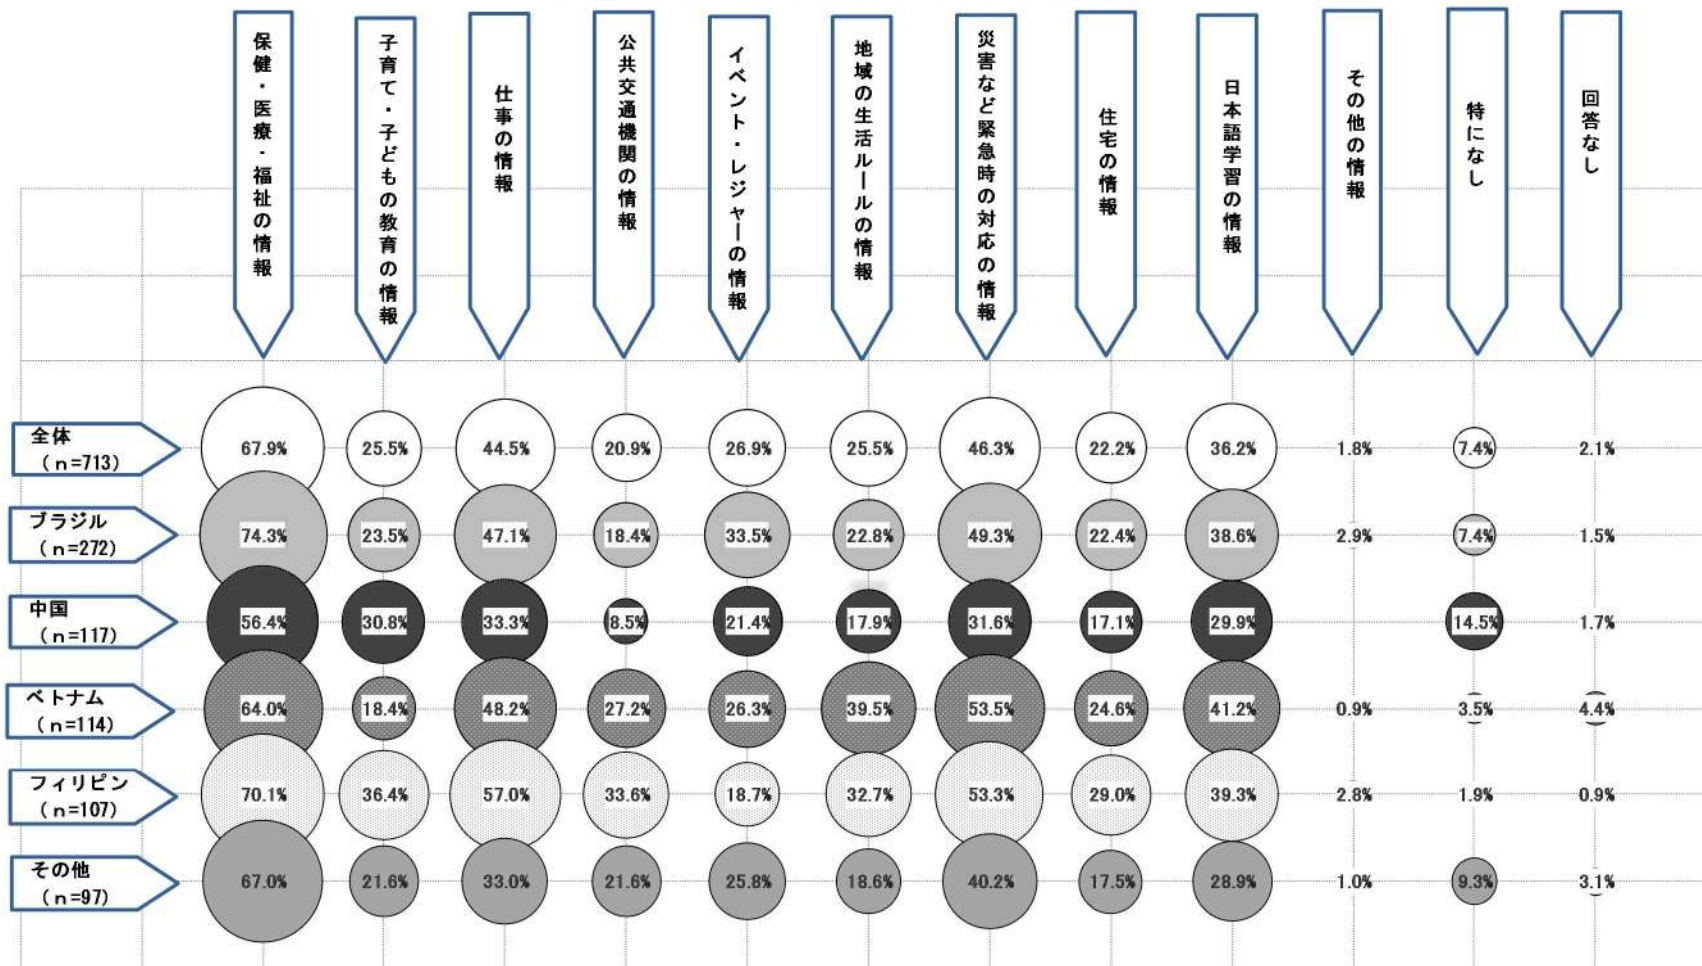 保健・医療・福祉の情報
子育て・子どもの教育の情報
仕事の情報
公共交通機関の情報
イベント・レジャーの情報
地域の生活ルールの情報
災害など緊急時の対応の情報
住宅の情報
日本語学習の情報
その他の情報
特になし
回答なし
全体
（n=713）
67.9% 25.5% 44.5% 20.9% 26.9% 25.5% 46.3% 22.2% 36.2% 1.8% 7.4% 2.1%
ブラジル
（n=272）
74.3% 23.5% 47.1% 18.4% 33.5% 22.8% 49.3% 22.4% 38.6% 2.9% 7.4% 1.5%
中国
（n=117）
56.4% 30.8% 33.3% 8.5% 21.4% 17.9% 31.6% 17.1% 29.9% 14.5% 1.7%
ベトナム
（n=114）
64.0% 18.4% 48.2% 27.2% 26.3% 39.5% 53.5% 24.6% 41.2% 0.9% 3.5% 4.4%
フィリピン
（n=107）
70.1% 36.4% 57.0% 33.6% 18.7% 32.7% 53.3% 29.0% 39.3% 2.8% 1.9% 0.9%
その他
（n=97）
67.0% 21.6% 33.0% 21.6% 25.8% 18.6% 40.2% 17.5% 28.9% 1.0% 9.3% 3.1%